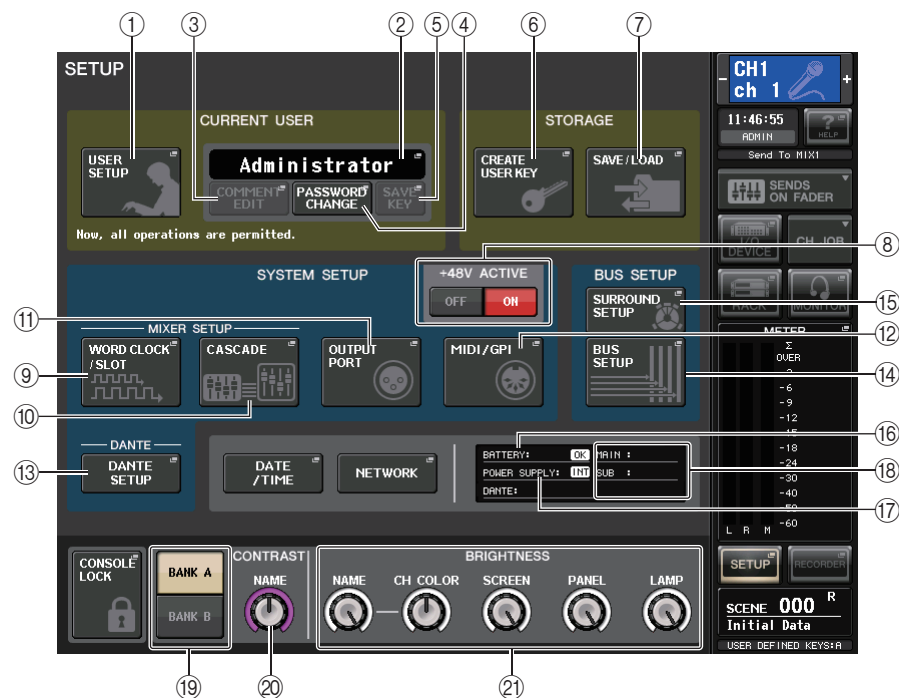 ① ③ ② ④ ⑤ ⑥ ⑦
SETUP
CURRENT USER
STORAGE
USER SETUP
Administrator
COMMENT EDIT
PASSWORD CHANGE
SAVE KEY
Now, all operations are permitted.
CREATE USER KEY
SAVE/LOAD
SYSTEM SETUP
+48V ACTIVE
OFF
ON
⑧
BUS SETUP
SURROUND SETUP
⑮
⑪
MIXER SETUP
WORD CLOCK /SLOT
⑨
CASCADE
⑩
OUTPUT PORT
MIDI/GPI
⑫
BUS SETUP
⑭
DANTE
DANTE SETUP
⑬
DATE /TIME
NETWORK
BATTERY: OK MAIN :
POWER SUPPLY: INT SUB :
DANTE:
⑯
⑱
⑰
CONSOLE LOCK
BANK A
BANK B
CONTRAST
NAME
BRIGHTNESS
NAME CH COLOR SCREEN PANEL LAMP
⑲ ⑳ ㉑
- CH1 +
ch 1
11:46:55
ADMIN
?
HELP
Send To MIX1
SENDS ON FADER
I/O DEVICE
CH JOB
RACK
MONITOR
METER
Σ
OVER
-6
-9
-12
-15
-18
-24
-30
-40
-50
-60
L R M
SETUP
RECORDER
SCENE 000 R
Initial Data
USER DEFINED KEYS:A